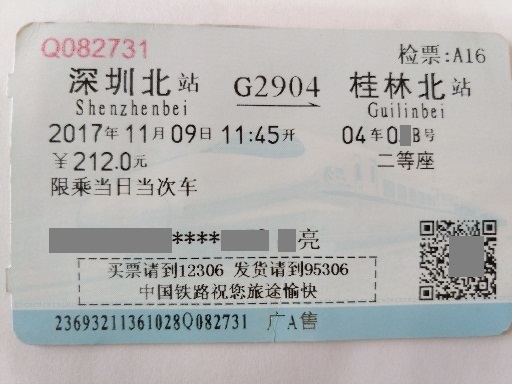 Q082731 检票:A16
深圳北站 G2904 桂林北站
Shenzhenbei Guilinbei
2017年11月09日 11:45开 04车0 B号
￥212.0元 二等座
限乘当日当次车
**** 亮
买票请到12306 发货请到95306
中国铁路祝您旅途愉快
23693211361028Q082731 广A售